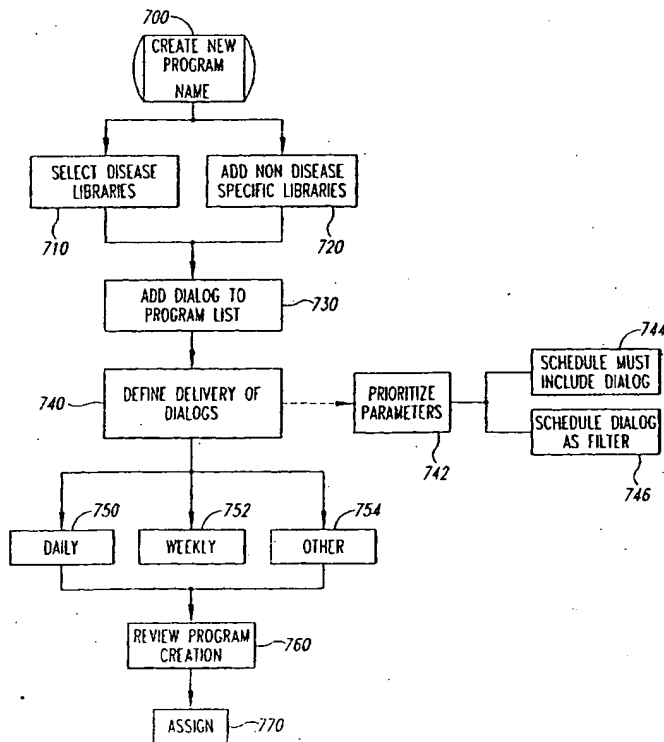 700
CREATE NEW
PROGRAM
NAME
SELECT DISEASE
LIBRARIES
710
ADD NON DISEASE
SPECIFIC LIBRARIES
720
ADD DIALOG TO
PROGRAM LIST
730
740
DEFINE DELIVERY OF
DIALOGS
PRIORITIZE
PARAMETERS
742
744
SCHEDULE MUST
INCLUDE DIALOG
SCHEDULE DIALOG
AS FILTER
746
750
DAILY
752
WEEKLY
754
OTHER
REVIEW PROGRAM
CREATION
760
ASSIGN
770